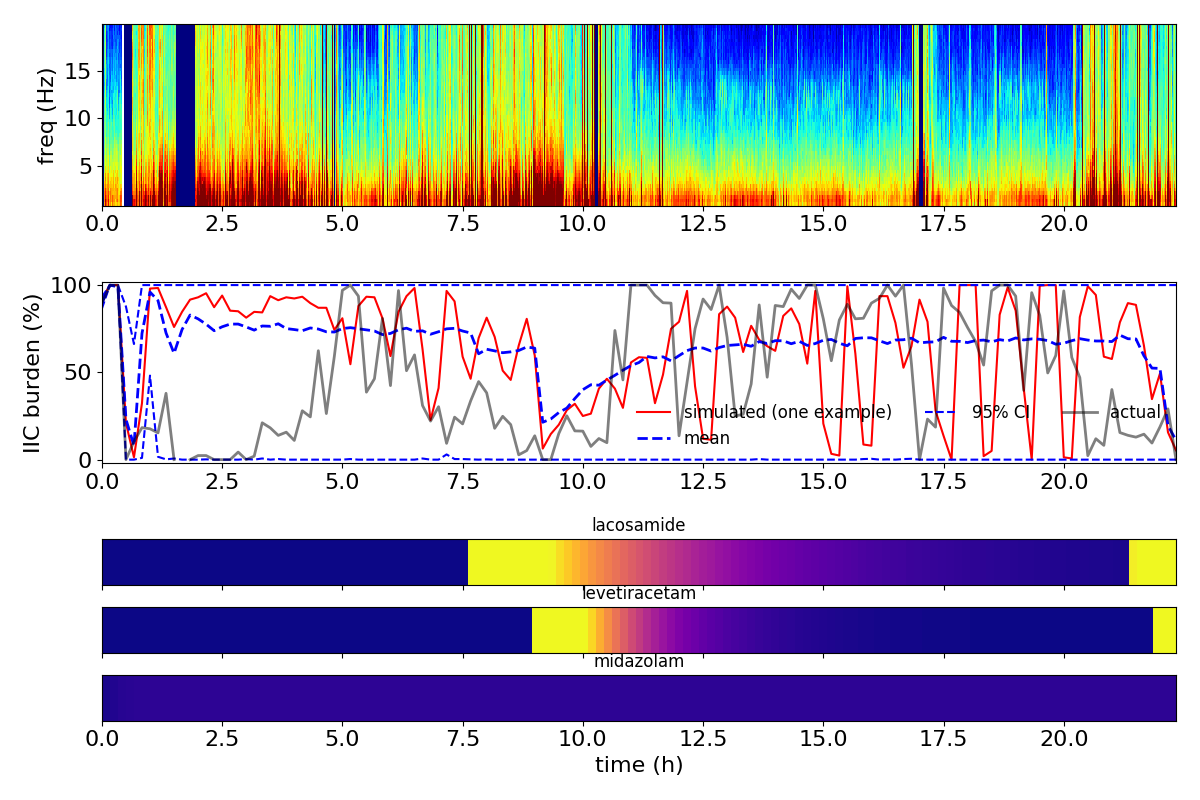 freq (Hz)
15
10
5
0.0 2.5 5.0 7.5 10.0 12.5 15.0 17.5 20.0
IIC burden (%)
100
50
0
simulated (one example) 95% CI actual
mean
0.0 2.5 5.0 7.5 10.0 12.5 15.0 17.5 20.0
lacosamide
levetiracetam
midazolam
0.0 2.5 5.0 7.5 10.0 12.5 15.0 17.5 20.0
time (h)